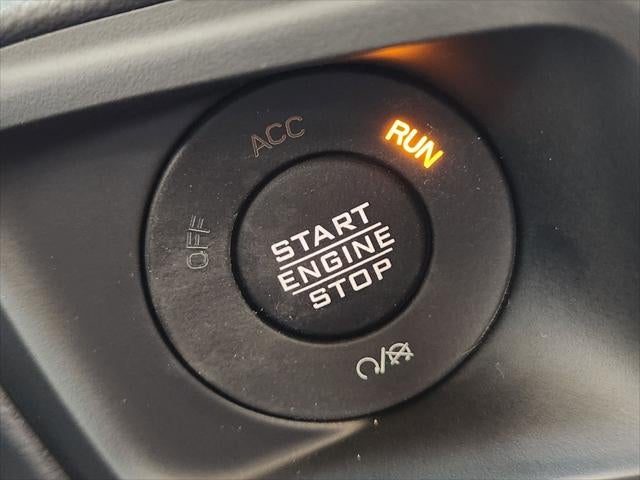 ACC
RUN
OFF
START
ENGINE
STOP